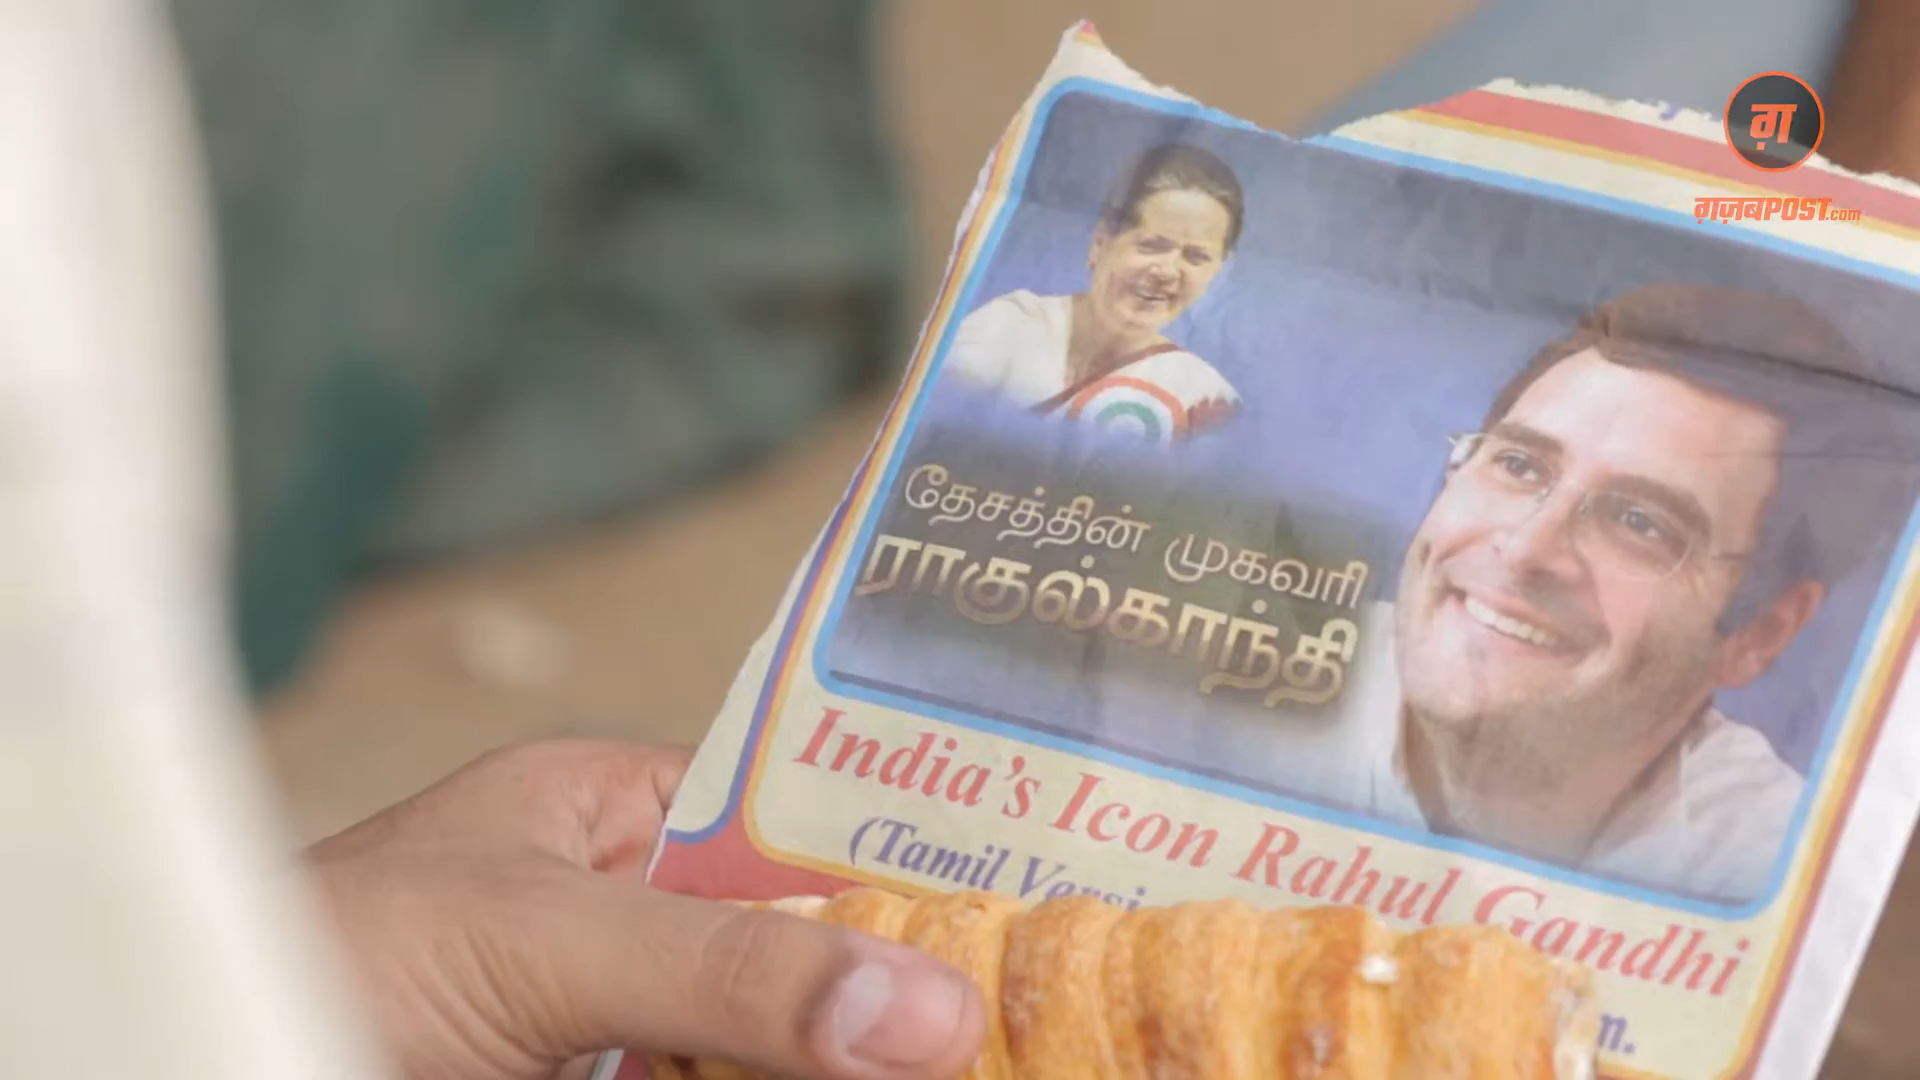 ग़
ग़ज़बPOST.com
தேசத்தின் முகவரி
ராகுல்காந்தி
India's Icon Rahul Gandhi
(Tamil